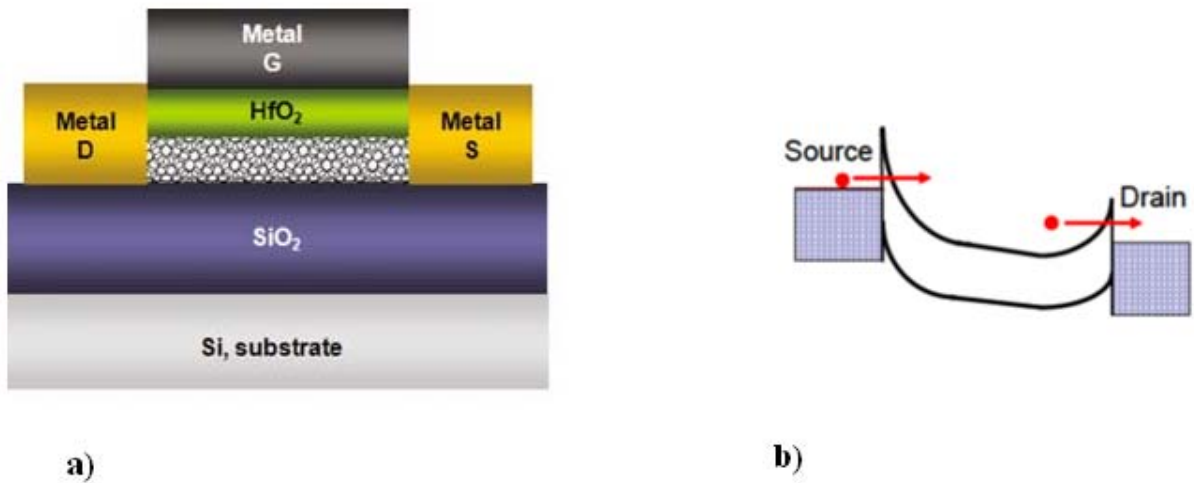 Metal
G
HfO₂
Metal
D
Metal
S
SiO₂
Si, substrate
a)
Source
Drain
b)